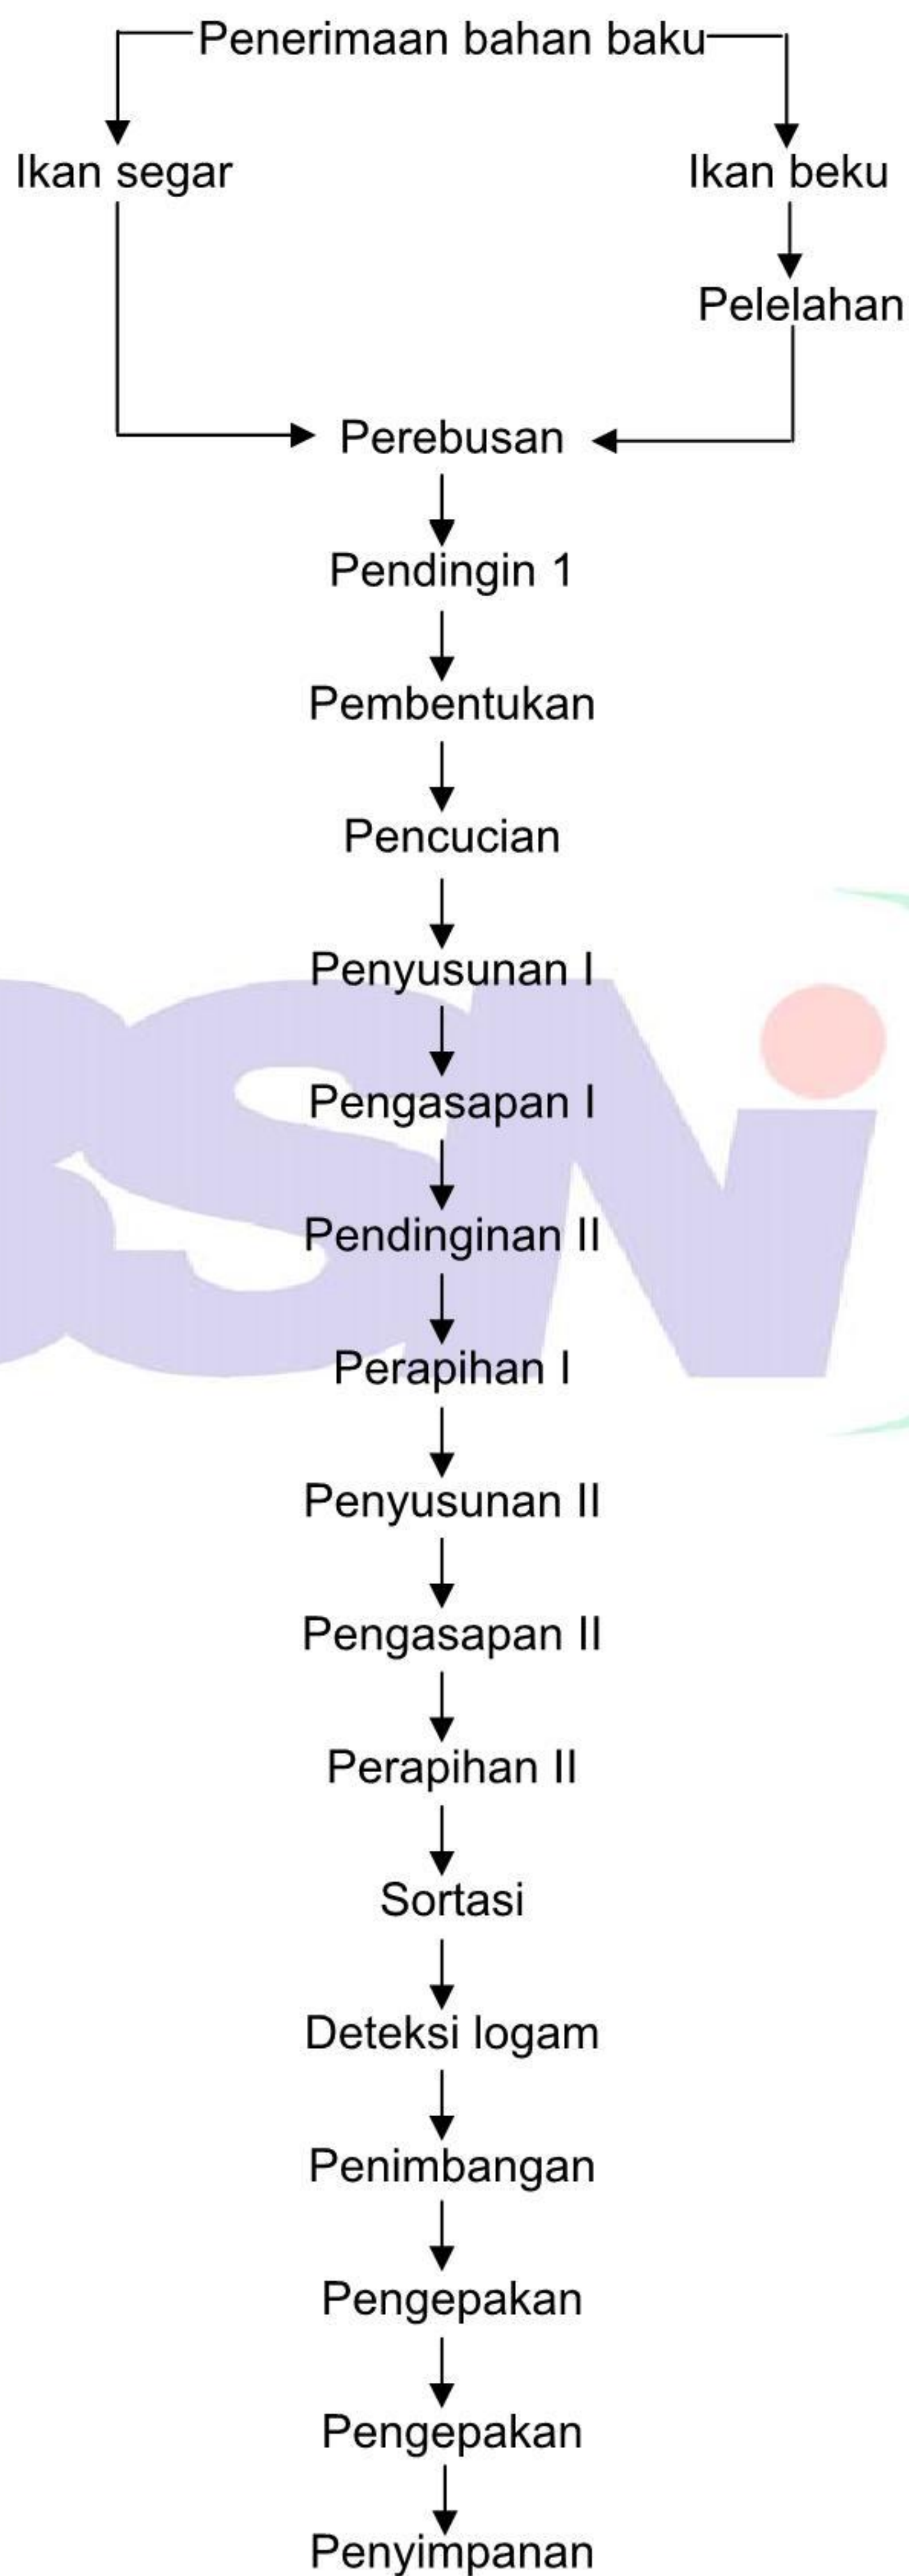 Penerimaan bahan baku
Ikan segar
Ikan beku
Pelelahan
Perebusan
Pendingin 1
Pembentukan
Pencucian
Penyusunan I
Pengasapan I
Pendinginan II
Perapihan I
Penyusunan II
Pengasapan II
Perapihan II
Sortasi
Deteksi logam
Penimbangan
Pengepakan
Pengepakan
Penyimpanan